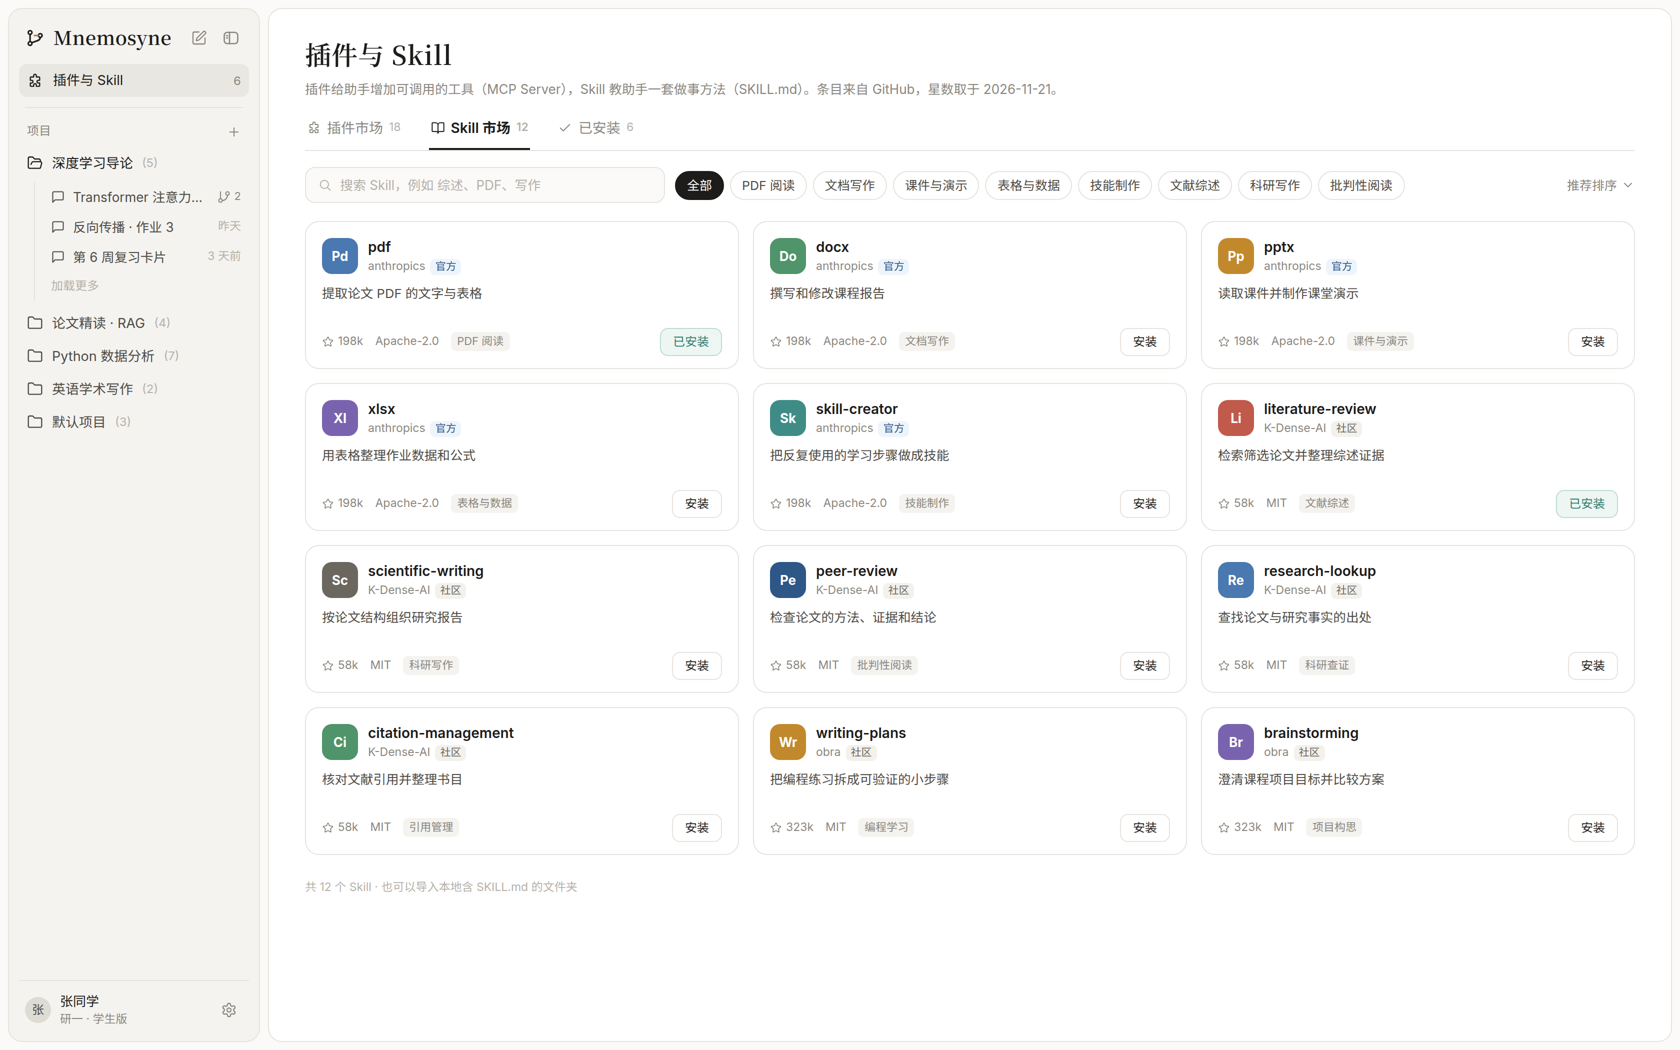 Mnemosyne
插件与 Skill 6
项目
深度学习导论 (5)
Transformer 注意力... 2
反向传播 · 作业 3 昨天
第 6 周复习卡片 3 天前
加载更多
论文精读 · RAG (4)
Python 数据分析 (7)
英语学术写作 (2)
默认项目 (3)
张 张同学
研一 · 学生版
插件与 Skill
插件给助手增加可调用的工具（MCP Server），Skill 教助手一套做事方法（SKILL.md）。条目来自 GitHub，星数取于 2026-11-21。
插件市场 18 Skill 市场 12 已安装 6
搜索 Skill，例如 综述、PDF、写作 全部 PDF 阅读 文档写作 课件与演示 表格与数据 技能制作 文献综述 科研写作 批判性阅读 推荐排序
Pd pdf
anthropics 官方
提取论文 PDF 的文字与表格
198k Apache-2.0 PDF 阅读 已安装
Do docx
anthropics 官方
撰写和修改课程报告
198k Apache-2.0 文档写作 安装
Pp pptx
anthropics 官方
读取课件并制作课堂演示
198k Apache-2.0 课件与演示 安装
Xl xlsx
anthropics 官方
用表格整理作业数据和公式
198k Apache-2.0 表格与数据 安装
Sk skill-creator
anthropics 官方
把反复使用的学习步骤做成技能
198k Apache-2.0 技能制作 安装
Li literature-review
K-Dense-AI 社区
检索筛选论文并整理综述证据
58k MIT 文献综述 已安装
Sc scientific-writing
K-Dense-AI 社区
按论文结构组织研究报告
58k MIT 科研写作 安装
Pe peer-review
K-Dense-AI 社区
检查论文的方法、证据和结论
58k MIT 批判性阅读 安装
Re research-lookup
K-Dense-AI 社区
查找论文与研究事实的出处
58k MIT 科研查证 安装
Ci citation-management
K-Dense-AI 社区
核对文献引用并整理书目
58k MIT 引用管理 安装
Wr writing-plans
obra 社区
把编程练习拆成可验证的小步骤
323k MIT 编程学习 安装
Br brainstorming
obra 社区
澄清课程项目目标并比较方案
323k MIT 项目构思 安装
共 12 个 Skill · 也可以导入本地含 SKILL.md 的文件夹